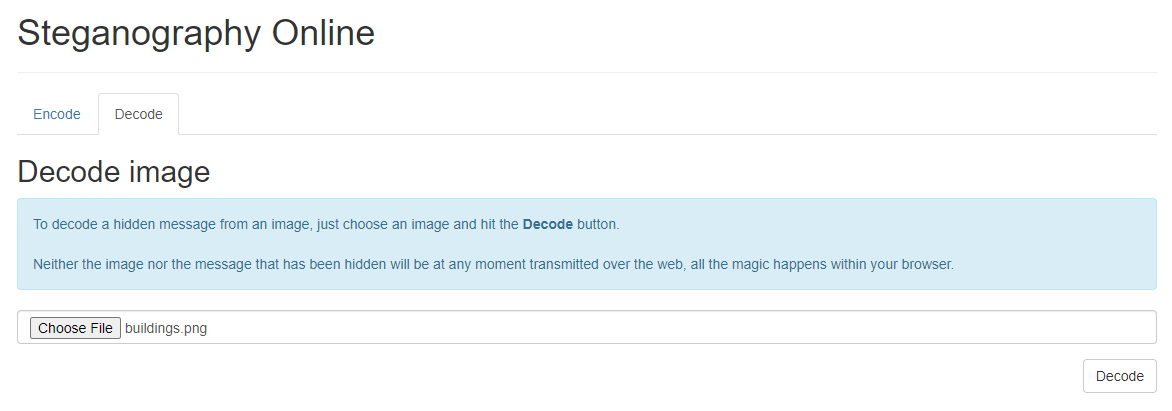 Steganography Online
Encode Decode
Decode image
To decode a hidden message from an image, just choose an image and hit the Decode button.
Neither the image nor the message that has been hidden will be at any moment transmitted over the web, all the magic happens within your browser.
Choose File buildings.png
Decode